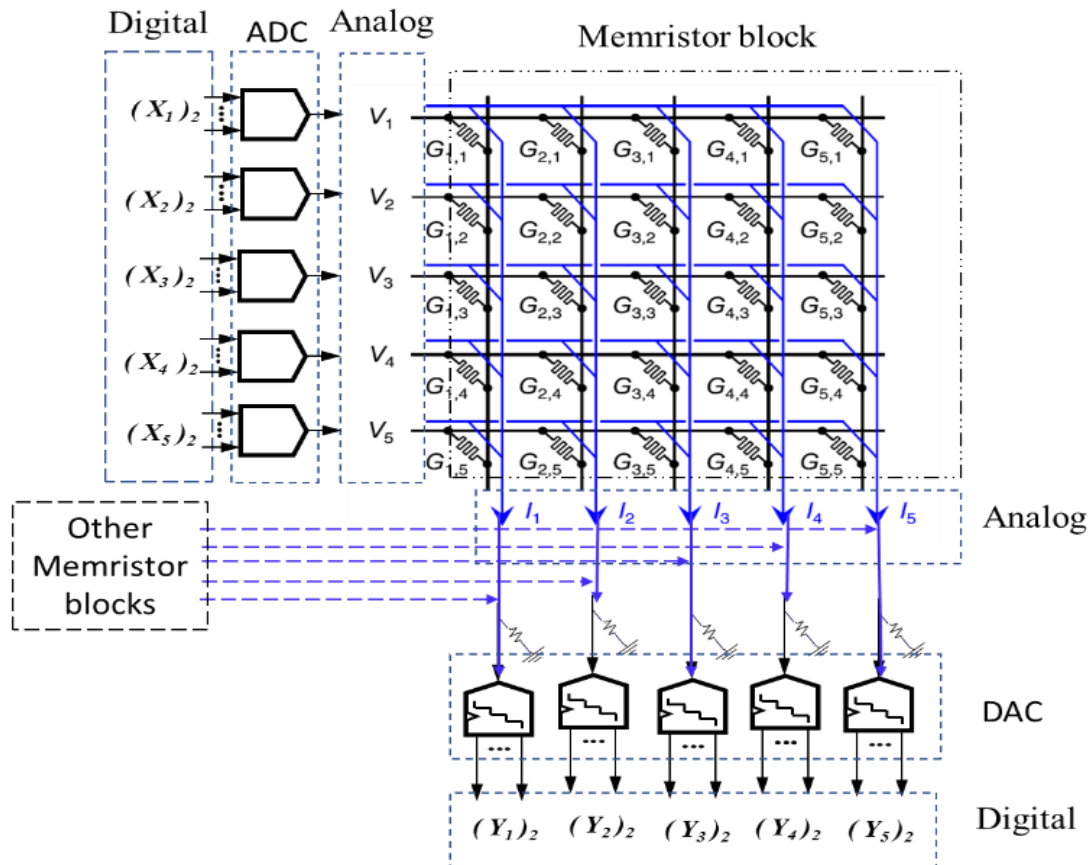 Digital ADC Analog Memristor block
(X1)2 V1 G1,1 G2,1 G3,1 G4,1 G5,1
(X2)2 V2 G1,2 G2,2 G3,2 G4,2 G5,2
(X3)2 V3 G1,3 G2,3 G3,3 G4,3 G5,3
(X4)2 V4 G1,4 G2,4 G3,4 G4,4 G5,4
(X5)2 V5 G1,5 G2,5 G3,5 G4,5 G5,5
I1 I2 I3 I4 I5 Analog
Other
Memristor
blocks
DAC
(Y1)2 (Y2)2 (Y3)2 (Y4)2 (Y5)2 Digital